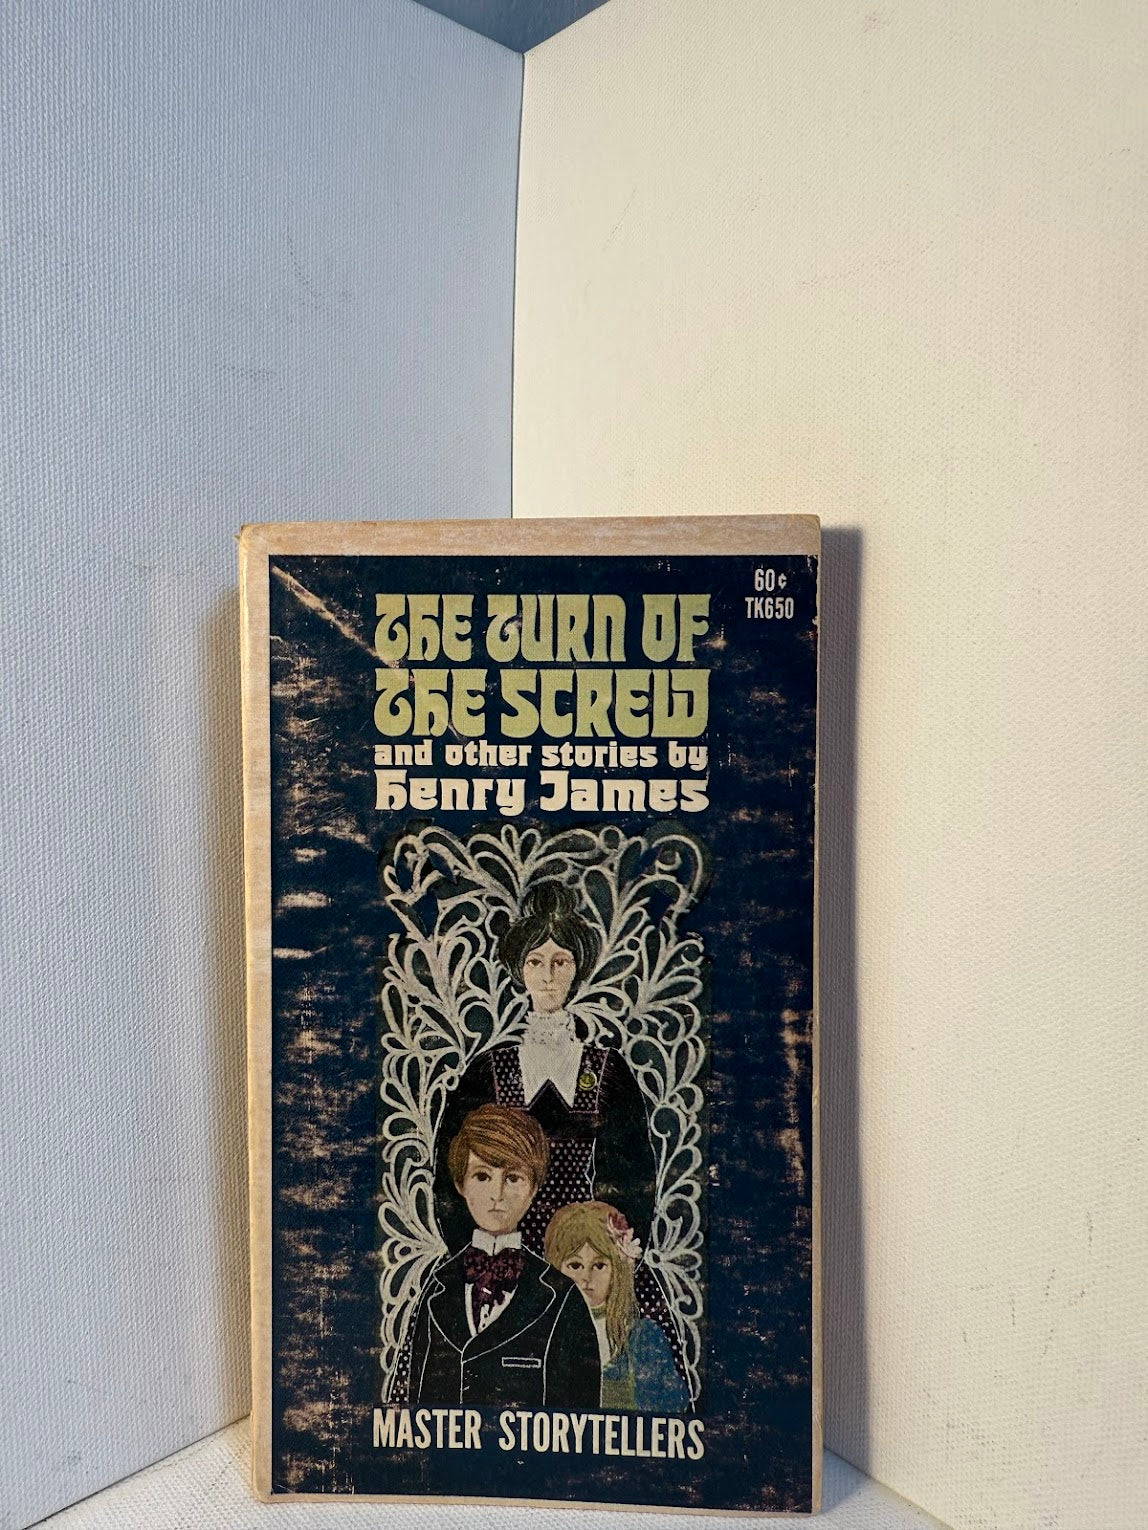 60¢
TK650
THE TURN OF
THE SCREW
and other stories by
Henry James
MASTER STORYTELLERS